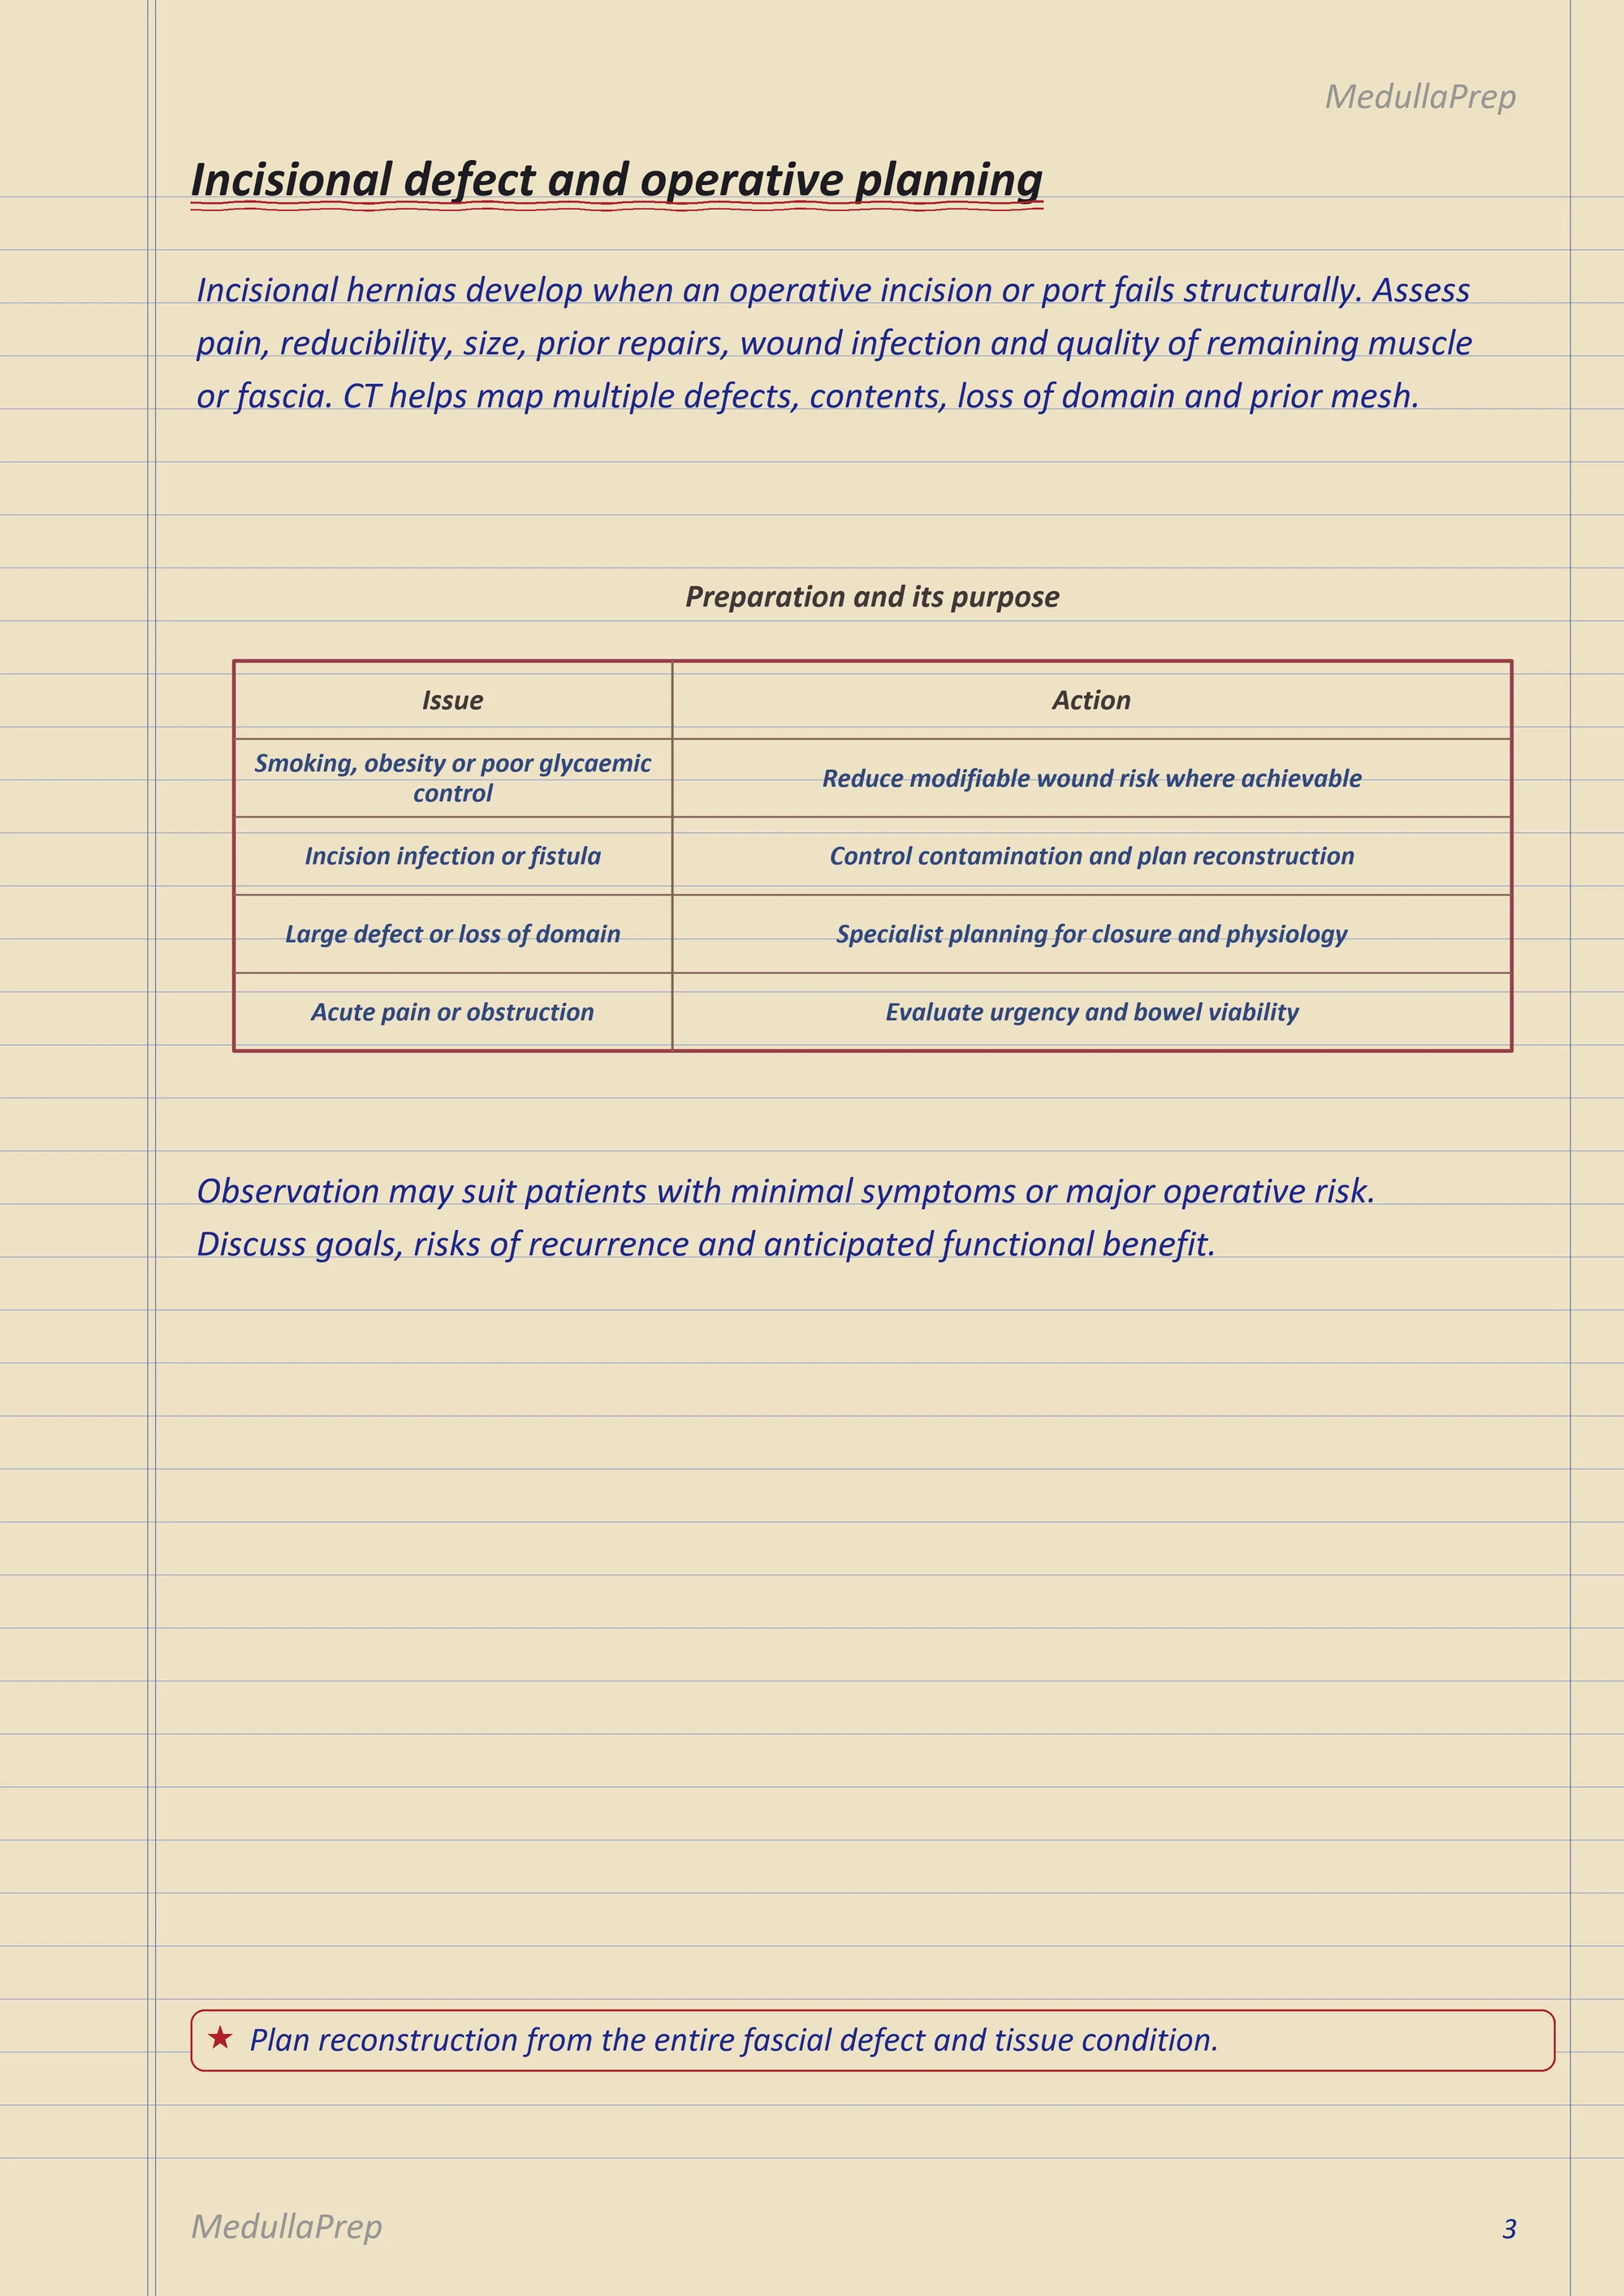 MedullaPrep
Incisional defect and operative planning
Incisional hernias develop when an operative incision or port fails structurally. Assess
pain, reducibility, size, prior repairs, wound infection and quality of remaining muscle
or fascia. CT helps map multiple defects, contents, loss of domain and prior mesh.
Preparation and its purpose
Issue Action
Smoking, obesity or poor glycaemic
control
Reduce modifiable wound risk where achievable
Incision infection or fistula Control contamination and plan reconstruction
Large defect or loss of domain Specialist planning for closure and physiology
Acute pain or obstruction Evaluate urgency and bowel viability
Observation may suit patients with minimal symptoms or major operative risk.
Discuss goals, risks of recurrence and anticipated functional benefit.
★ Plan reconstruction from the entire fascial defect and tissue condition.
MedullaPrep 3